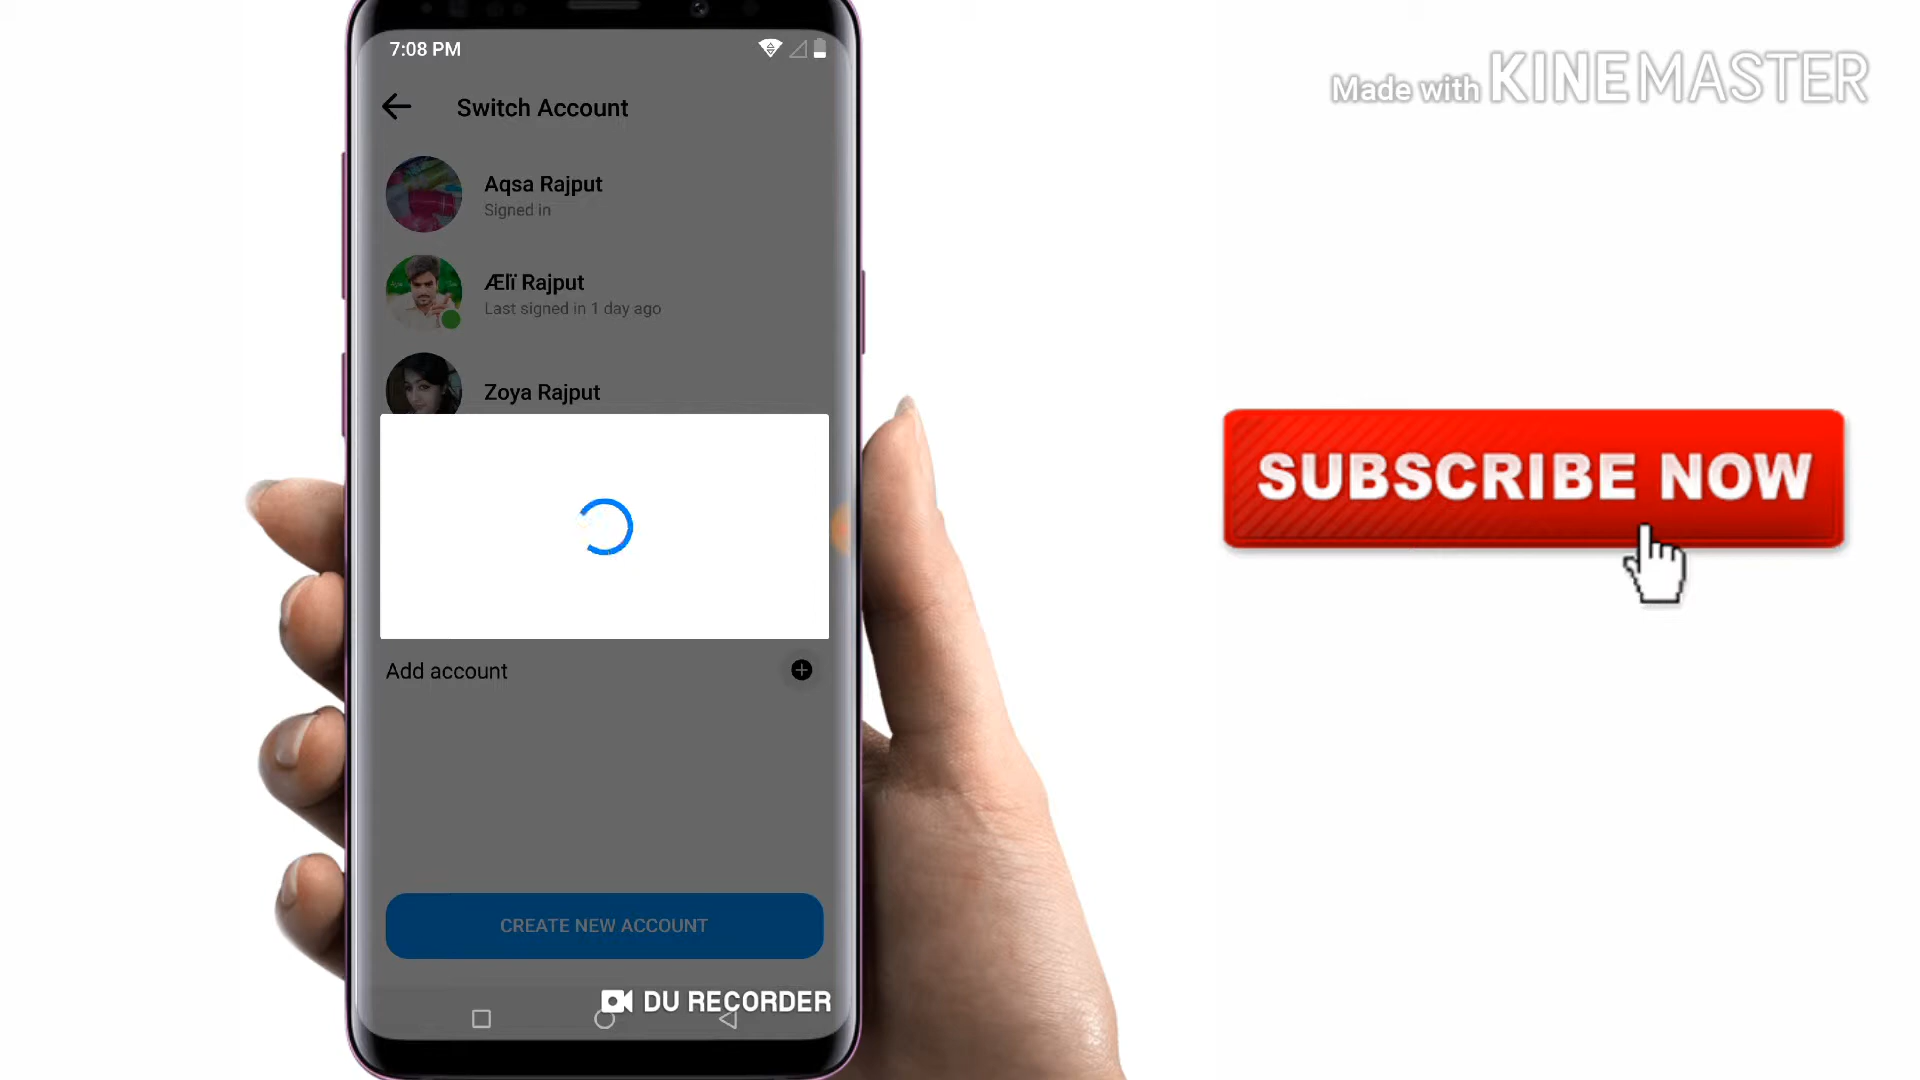 7:08 PM
Made with KINEMASTER
Switch Account
Aqsa Rajput
Signed in
Ælï Rajput
Last signed in 1 day ago
Zoya Rajput
SUBSCRIBE NOW
Add account
CREATE NEW ACCOUNT
DU RECORDER